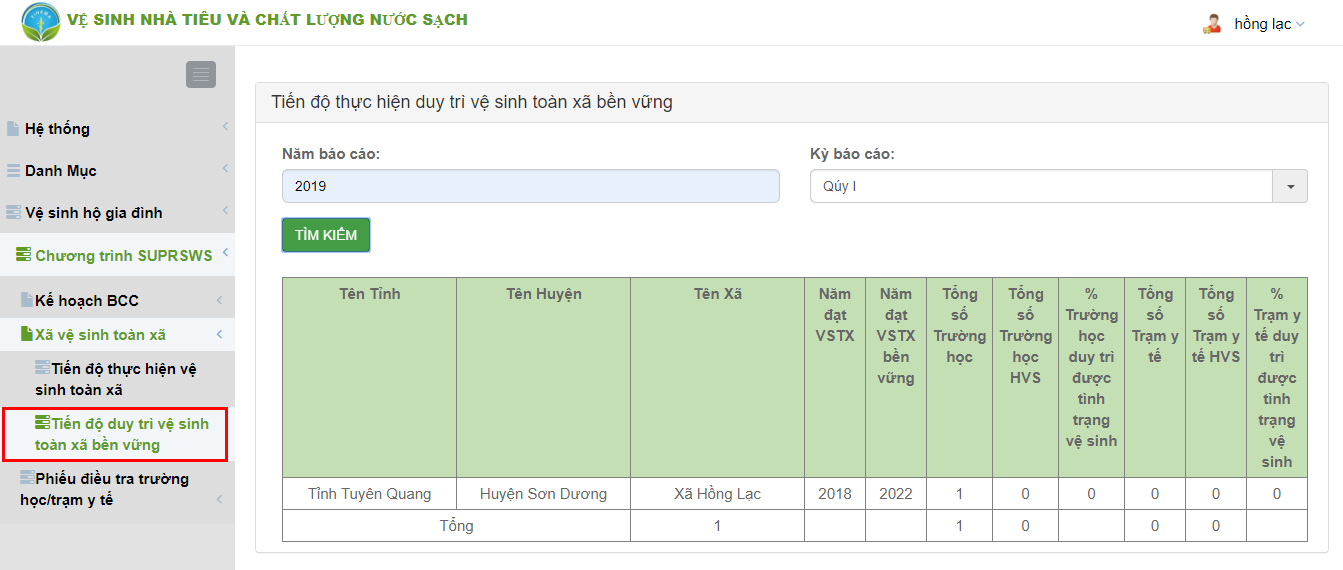 VỆ SINH NHÀ TIÊU VÀ CHẤT LƯỢNG NƯỚC SẠCH
hồng lạc
Hệ thống
Danh Mục
Vệ sinh hộ gia đình
Chương trình SUPRSWS
Kế hoạch BCC
Xã vệ sinh toàn xã
Tiến độ thực hiện vệ
sinh toàn xã
Tiến độ duy trì vệ sinh
toàn xã bền vững
Phiếu điều tra trường
học/trạm y tế
Tiến độ thực hiện duy trì vệ sinh toàn xã bền vững
Năm báo cáo:
Kỳ báo cáo:
2019
Qúy I
TÌM KIẾM
Tên Tỉnh
Tên Huyện
Tên Xã
Năm
đạt
VSTX
Năm
đạt
VSTX
bền
vững
Tổng
số
Trường
học
Tổng
số
Trường
học
HVS
%
Trường
học
duy trì
được
tình
trạng
vệ sinh
Tổng
số
Trạm y
tế
Tổng
số
Trạm y
tế HVS
%
Trạm y
tế duy
trì
được
tình
trạng
vệ
sinh
Tỉnh Tuyên Quang Huyện Sơn Dương Xã Hồng Lạc 2018 2022 1 0 0 0 0 0
Tổng 1 1 0 0 0